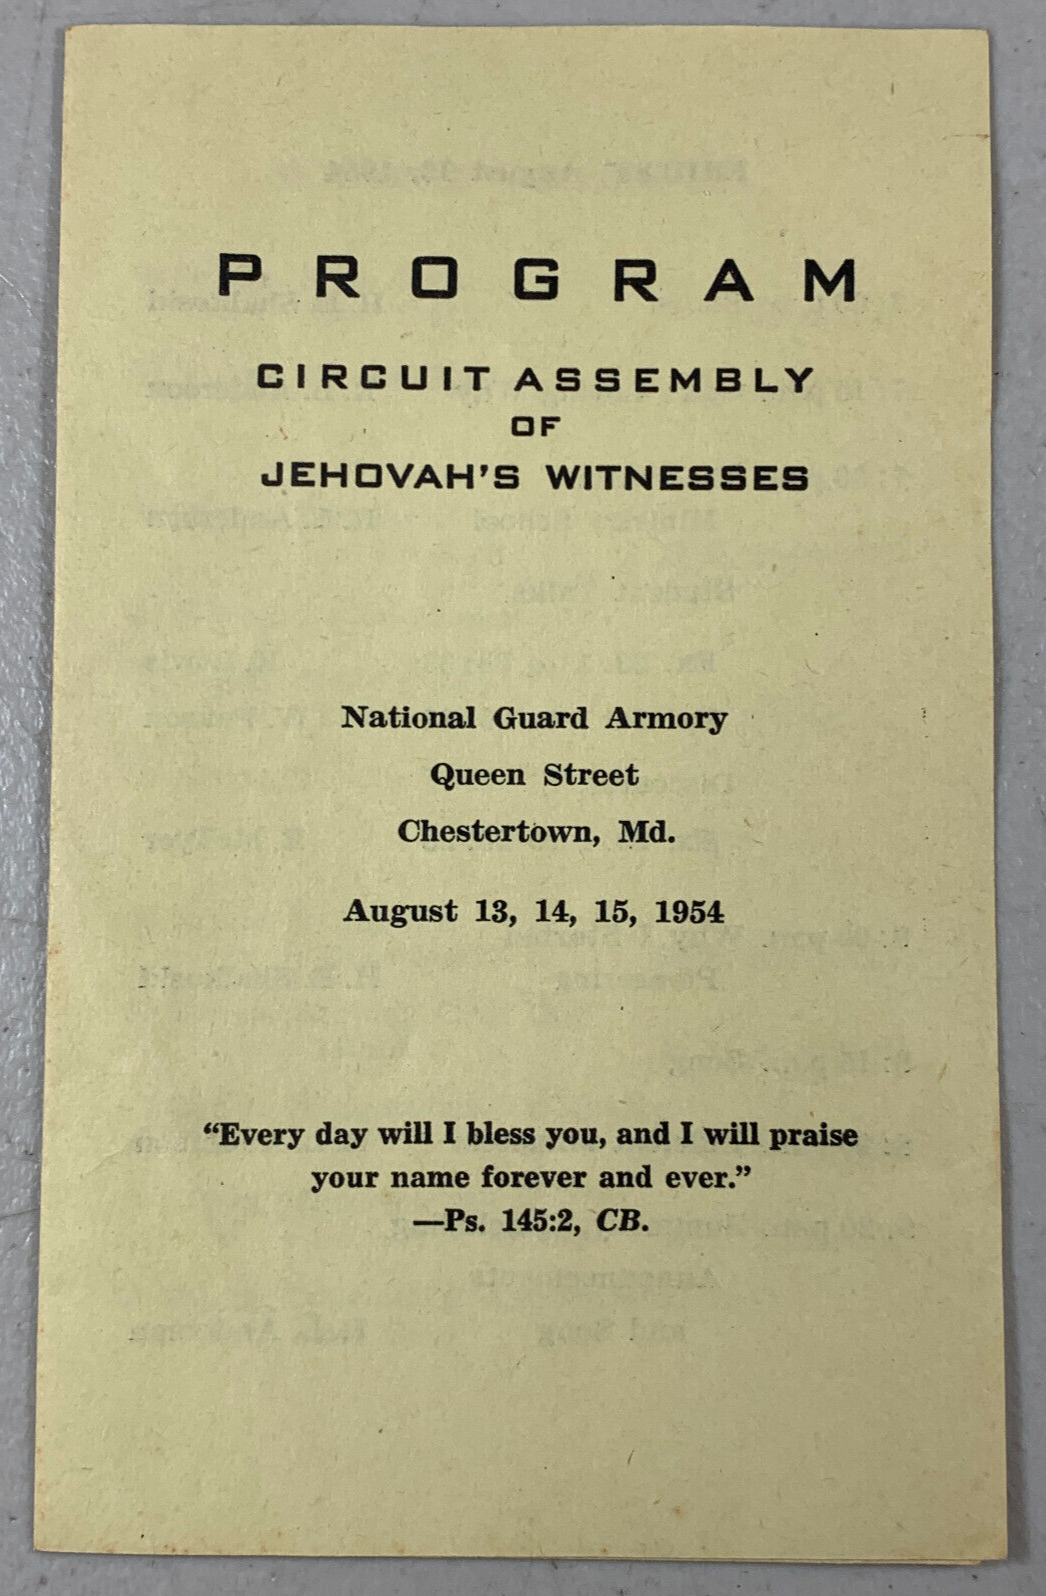 PROGRAM
CIRCUIT ASSEMBLY
OF
JEHOVAH'S WITNESSES
National Guard Armory
Queen Street
Chestertown, Md.
August 13, 14, 15, 1954
“Every day will I bless you, and I will praise
your name forever and ever.”
—Ps. 145:2, CB.